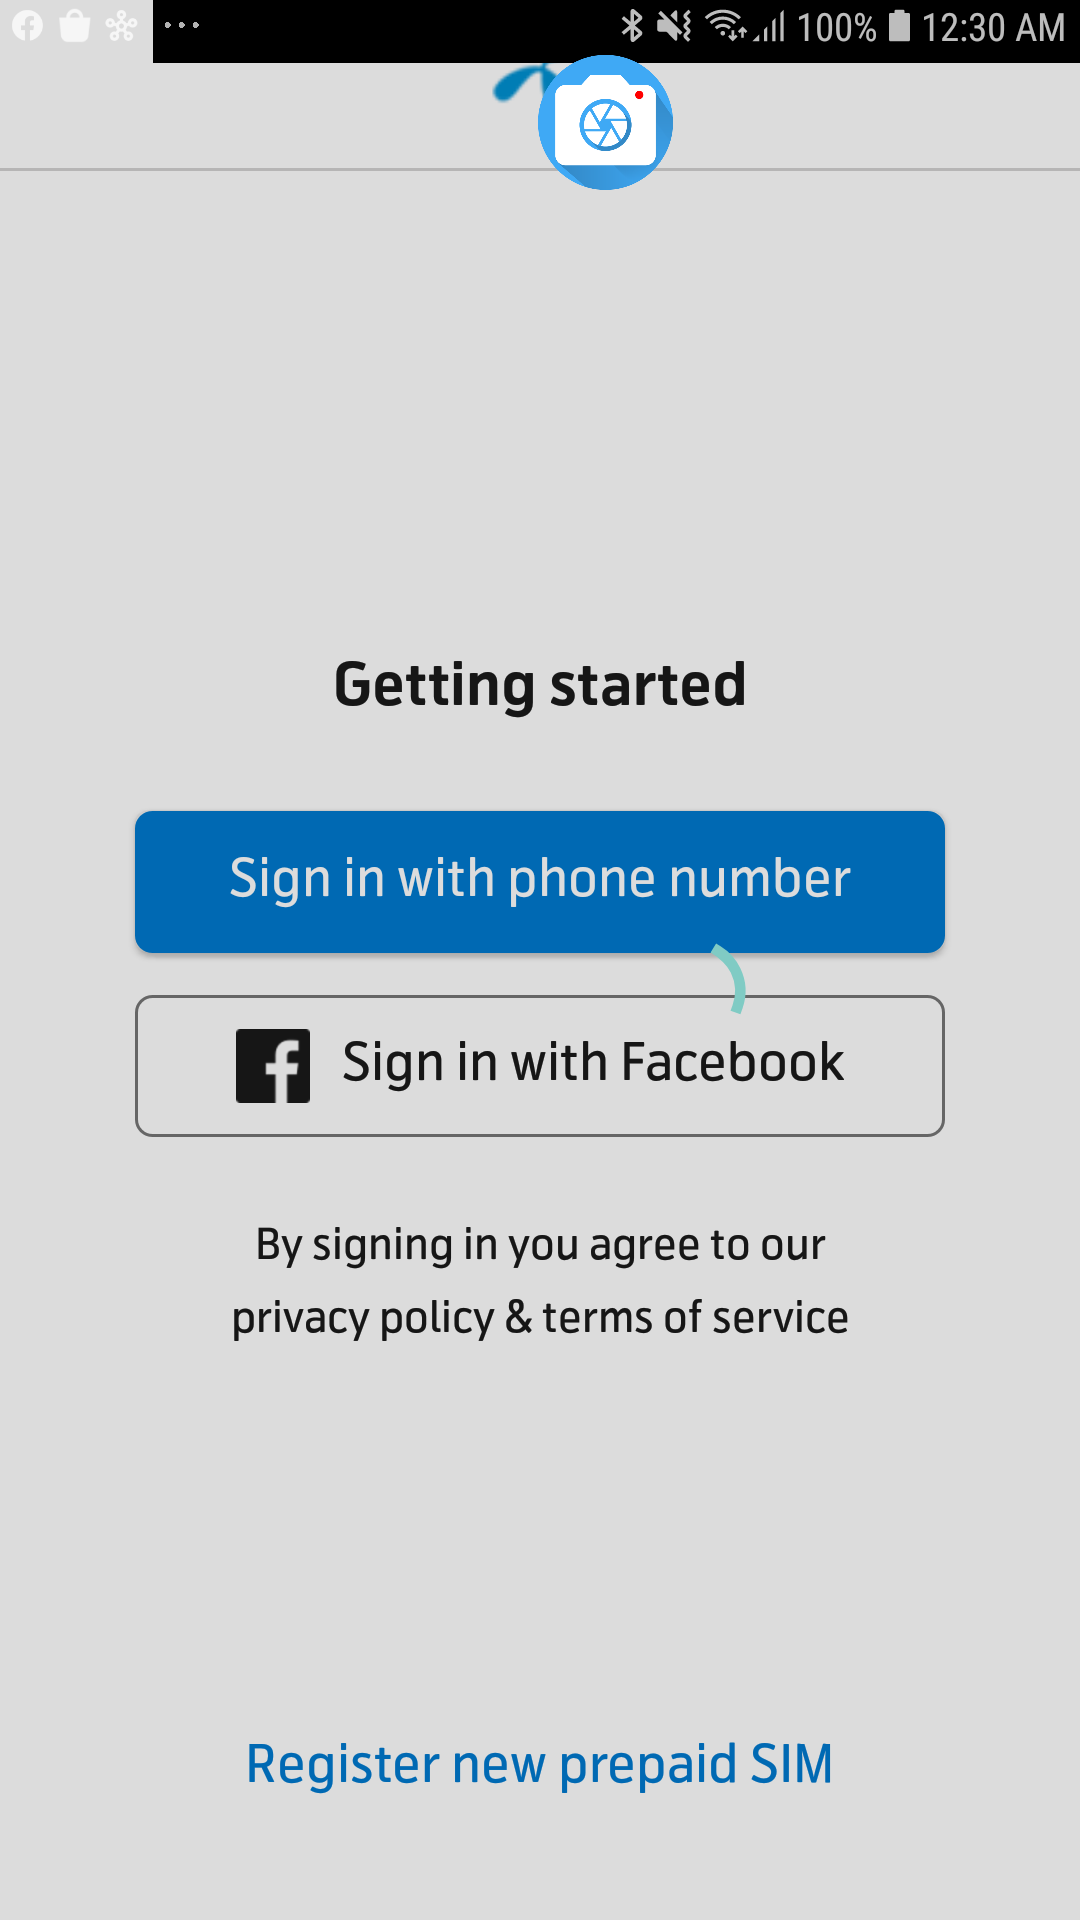 100% 12:30 AM
Getting started
Sign in with phone number
Sign in with Facebook
By signing in you agree to our
privacy policy & terms of service
Register new prepaid SIM